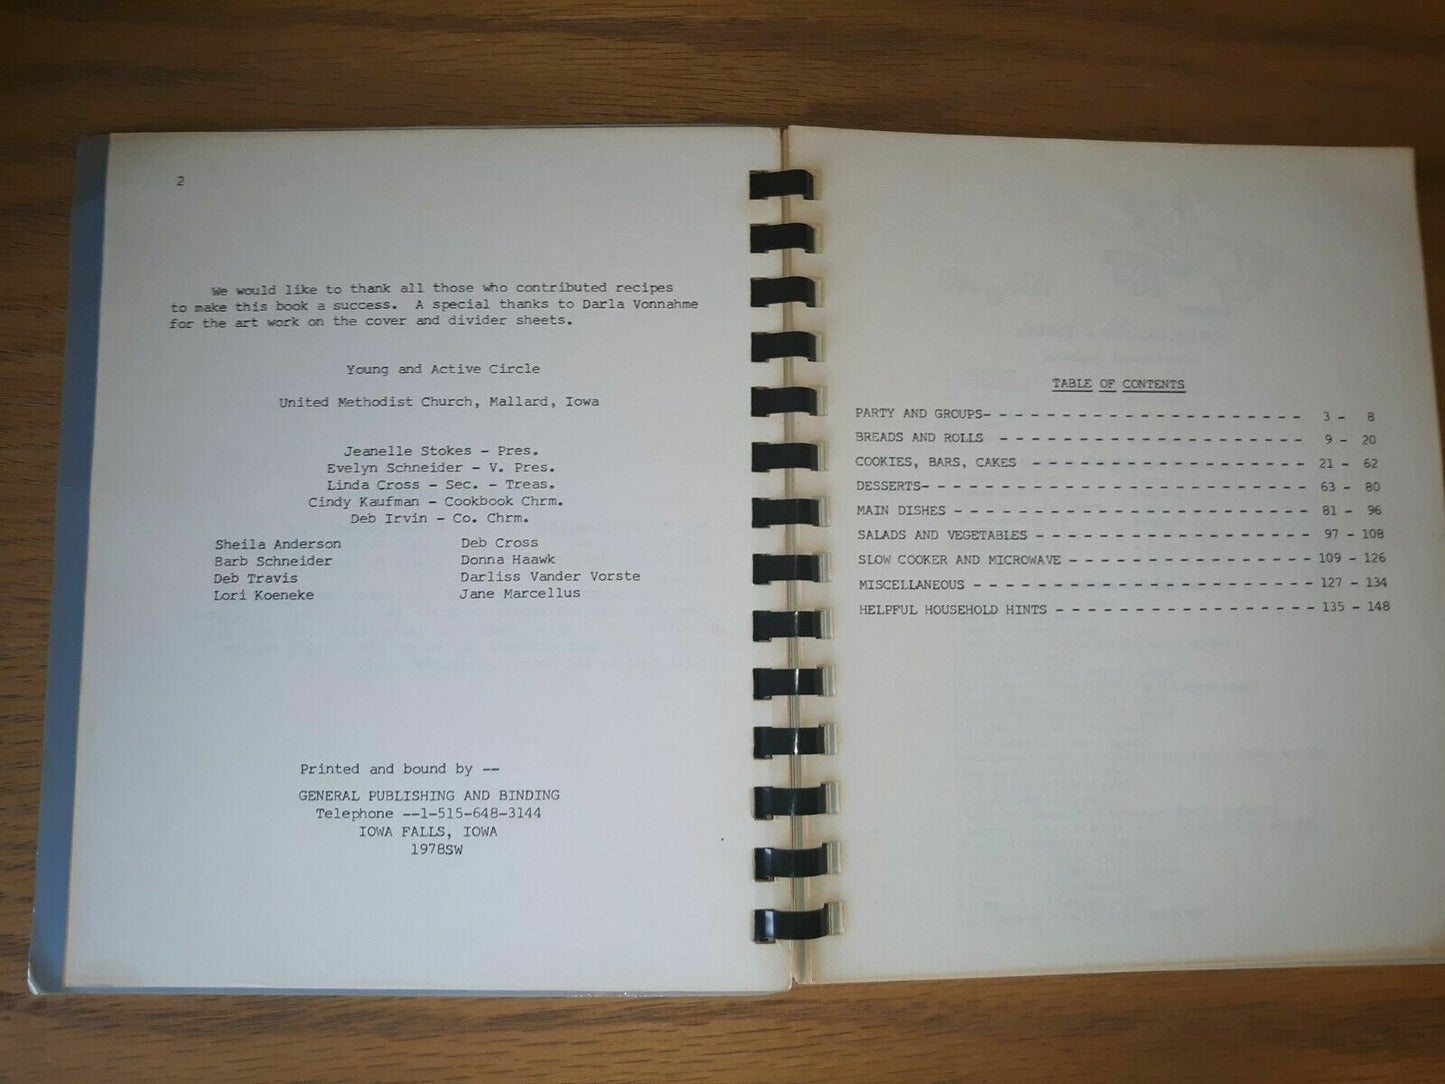 2
We would like to thank all those who contributed recipes
to make this book a success. A special thanks to Darla Vonnahme
for the art work on the cover and divider sheets.
Young and Active Circle
United Methodist Church, Mallard, Iowa
Jeanelle Stokes - Pres.
Evelyn Schneider - V. Pres.
Linda Cross - Sec. - Treas.
Cindy Kaufman - Cookbook Chrm.
Deb Irvin - Co. Chrm.
Sheila Anderson Deb Cross
Barb Schneider Donna Haawk
Deb Travis Darliss Vander Vorste
Lori Koeneke Jane Marcellus
Printed and bound by --
GENERAL PUBLISHING AND BINDING
Telephone --1-515-648-3144
IOWA FALLS, IOWA
1978SW
TABLE OF CONTENTS
PARTY AND GROUPS- - - - - - - - - - - - - - - - - - - - 3 - 8
BREADS AND ROLLS - - - - - - - - - - - - - - - - - - - - 9 - 20
COOKIES, BARS, CAKES - - - - - - - - - - - - - - - - - - 21 - 62
DESSERTS- - - - - - - - - - - - - - - - - - - - - - - - 63 - 80
MAIN DISHES - - - - - - - - - - - - - - - - - - - - - - 81 - 96
SALADS AND VEGETABLES - - - - - - - - - - - - - - - - - 97 - 108
SLOW COOKER AND MICROWAVE - - - - - - - - - - - - - - - 109 - 126
MISCELLANEOUS - - - - - - - - - - - - - - - - - - - - - 127 - 134
HELPFUL HOUSEHOLD HINTS - - - - - - - - - - - - - - - - 135 - 148